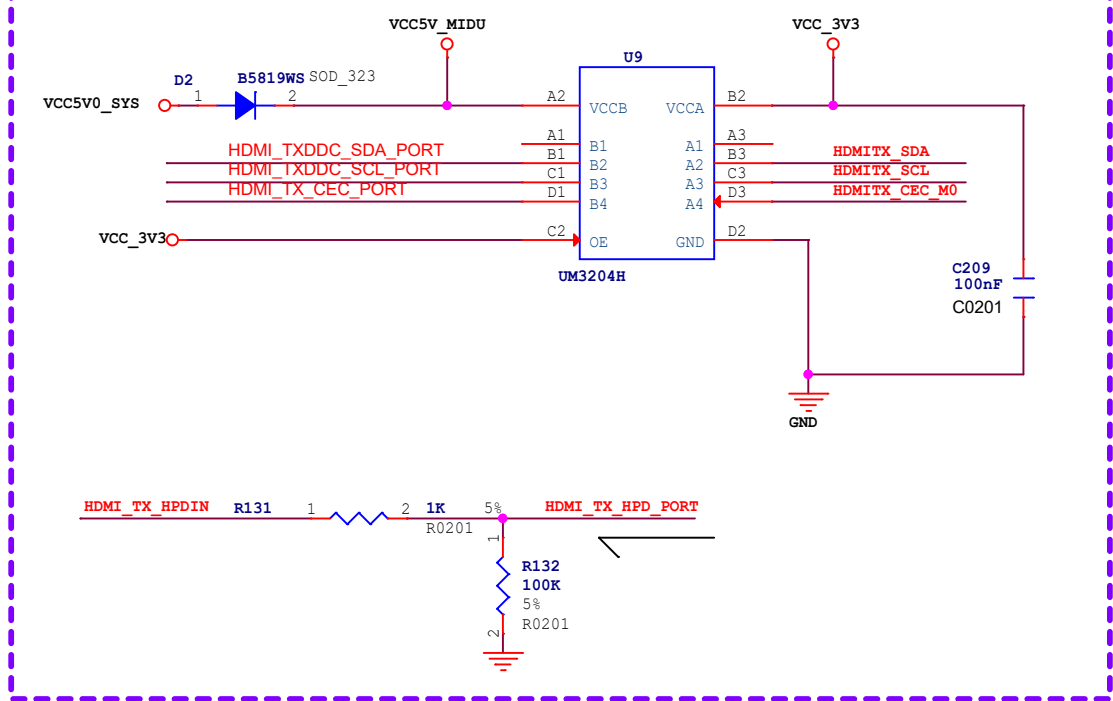 VCC5V_MIDU
VCC_3V3
U9
D2
B5819WS SOD_323
VCC5V0_SYS
1
2
A2
VCCB
VCCA
B2
A1
B1
A1
A3
HDMI_TXDDC_SDA_PORT
B1
B2
A2
B3
HDMITX_SDA
HDMI_TXDDC_SCL_PORT
C1
B3
A3
C3
HDMITX_SCL
HDMI_TX_CEC_PORT
D1
B4
A4
D3
HDMITX_CEC_M0
VCC_3V3
C2
OE
GND
D2
UM3204H
C209
100nF
C0201
GND
HDMI_TX_HPDIN
R131
1
2
1K
5%
R0201
HDMI_TX_HPD_PORT
1
R132
100K
5%
R0201
2